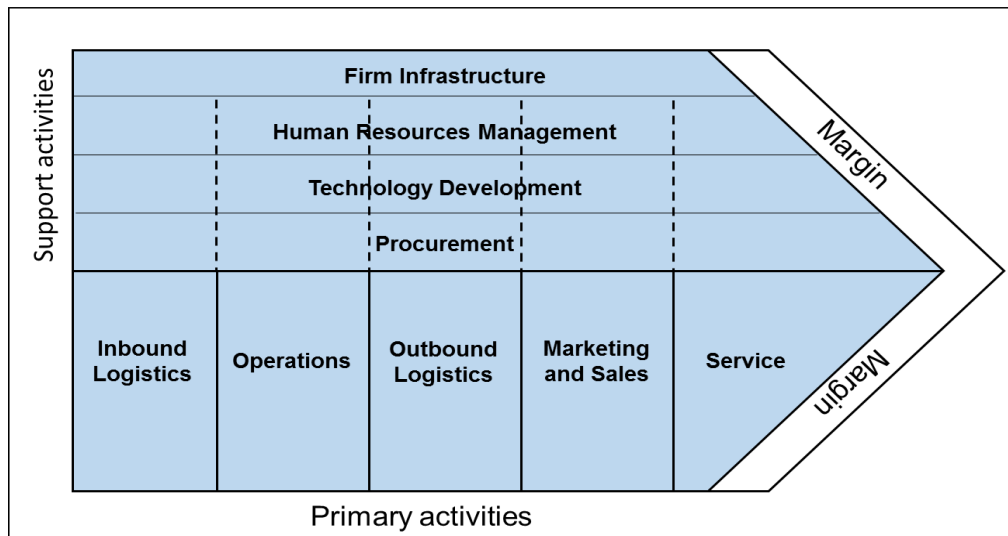 Support activities
Firm Infrastructure
Human Resources Management
Technology Development
Procurement
Margin
Inbound
Logistics
Operations
Outbound
Logistics
Marketing
and Sales
Service
Margin
Primary activities